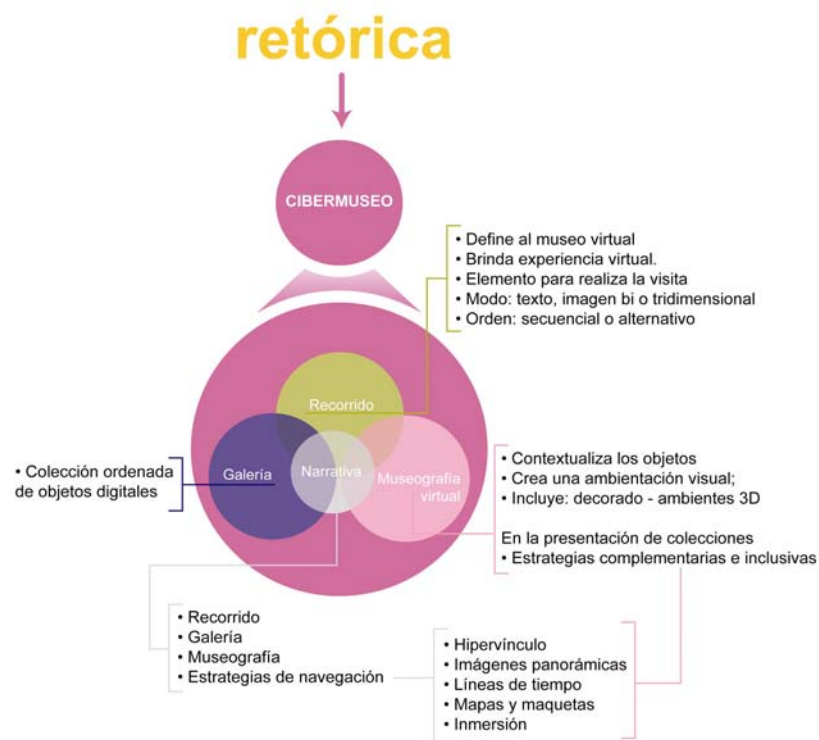 retórica
CIBERMUSEO
• Define al museo virtual
• Brinda experiencia virtual.
• Elemento para realiza la visita
• Modo: texto, imagen bi o tridimensional
• Orden: secuencial o alternativo
Recorrido
Galería
Narrativa
Museografía
virtual
• Colección ordenada
de objetos digitales
• Contextualiza los objetos
• Crea una ambientación visual;
• Incluye: decorado - ambientes 3D
En la presentación de colecciones
• Estrategias complementarias e inclusivas
• Recorrido
• Galería
• Museografía
• Estrategias de navegación
• Hipervínculo
• Imágenes panorámicas
• Líneas de tiempo
• Mapas y maquetas
• Inmersión